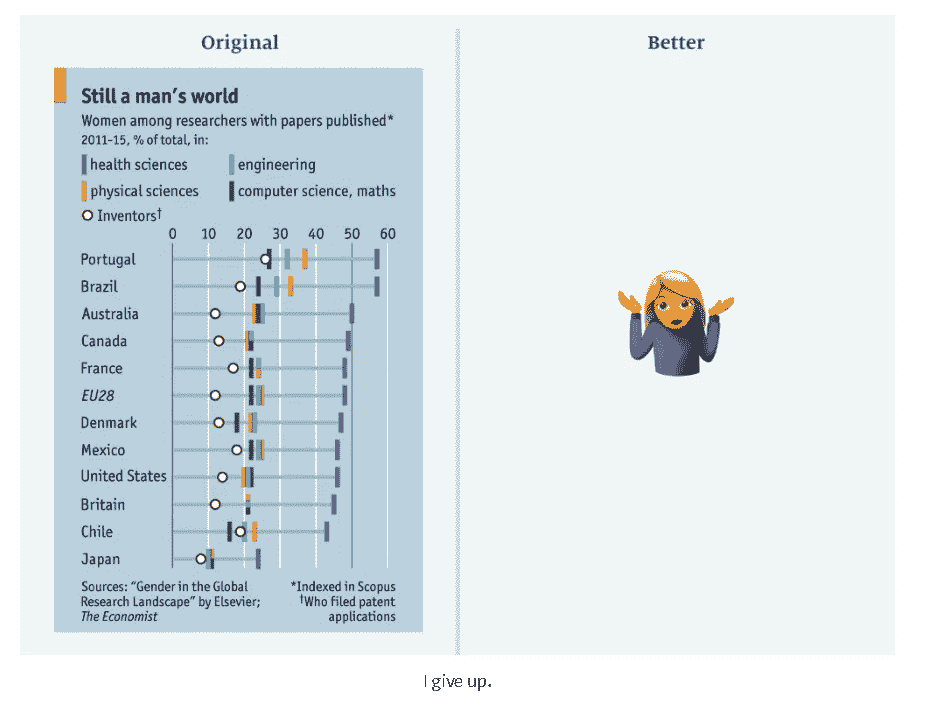 Original
Better
Still a man's world
Women among researchers with papers published*
2011-15, % of total, in:
health sciences
engineering
physical sciences
computer science, maths
Inventors†
0 10 20 30 40 50 60
Portugal
Brazil
Australia
Canada
France
EU28
Denmark
Mexico
United States
Britain
Chile
Japan
Sources: "Gender in the Global
Research Landscape" by Elsevier;
The Economist
*Indexed in Scopus
†Who filed patent
applications
I give up.